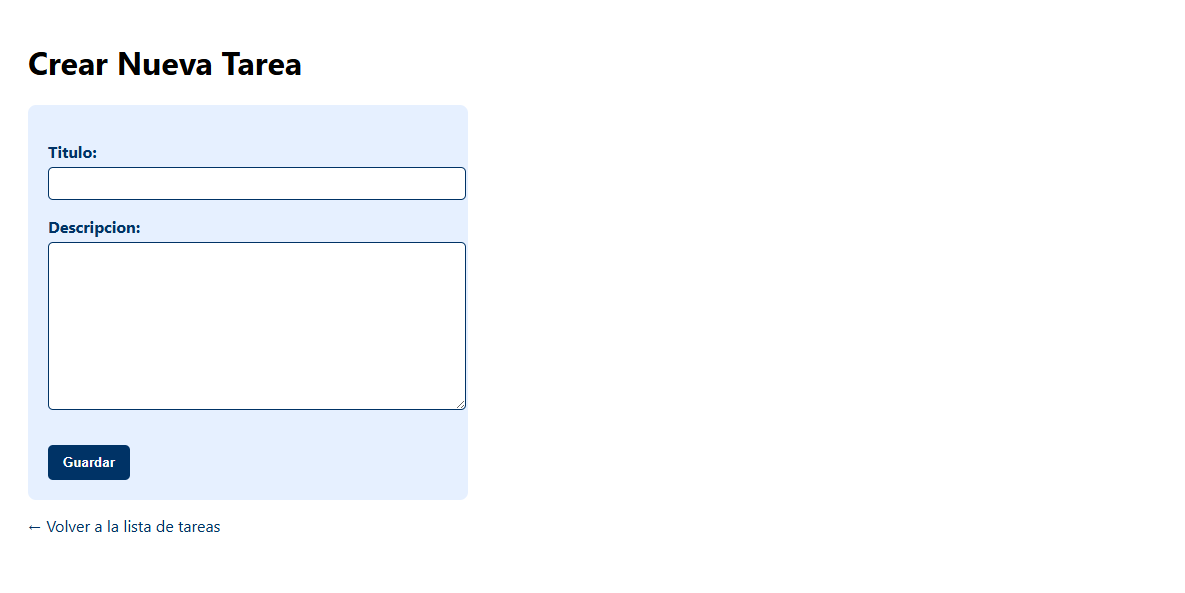 Crear Nueva Tarea
Titulo:
Descripcion:
Guardar
← Volver a la lista de tareas